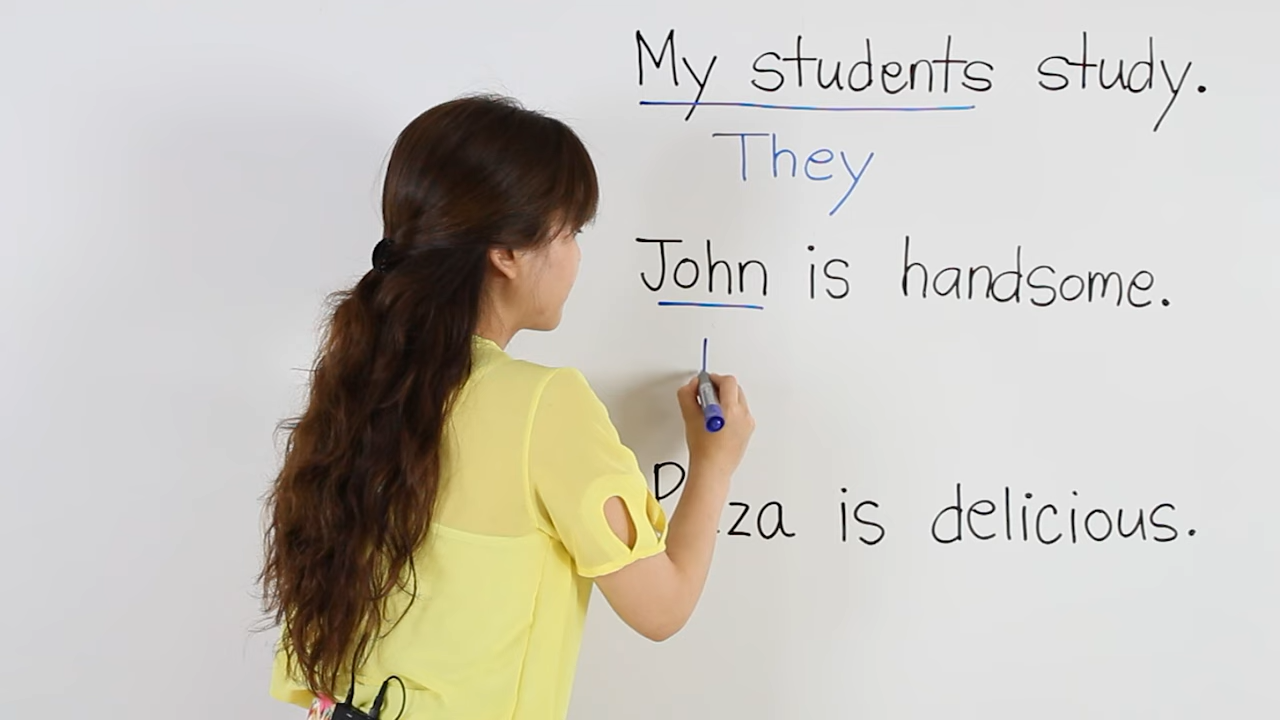 My students study.
They
John is handsome.
is delicious.